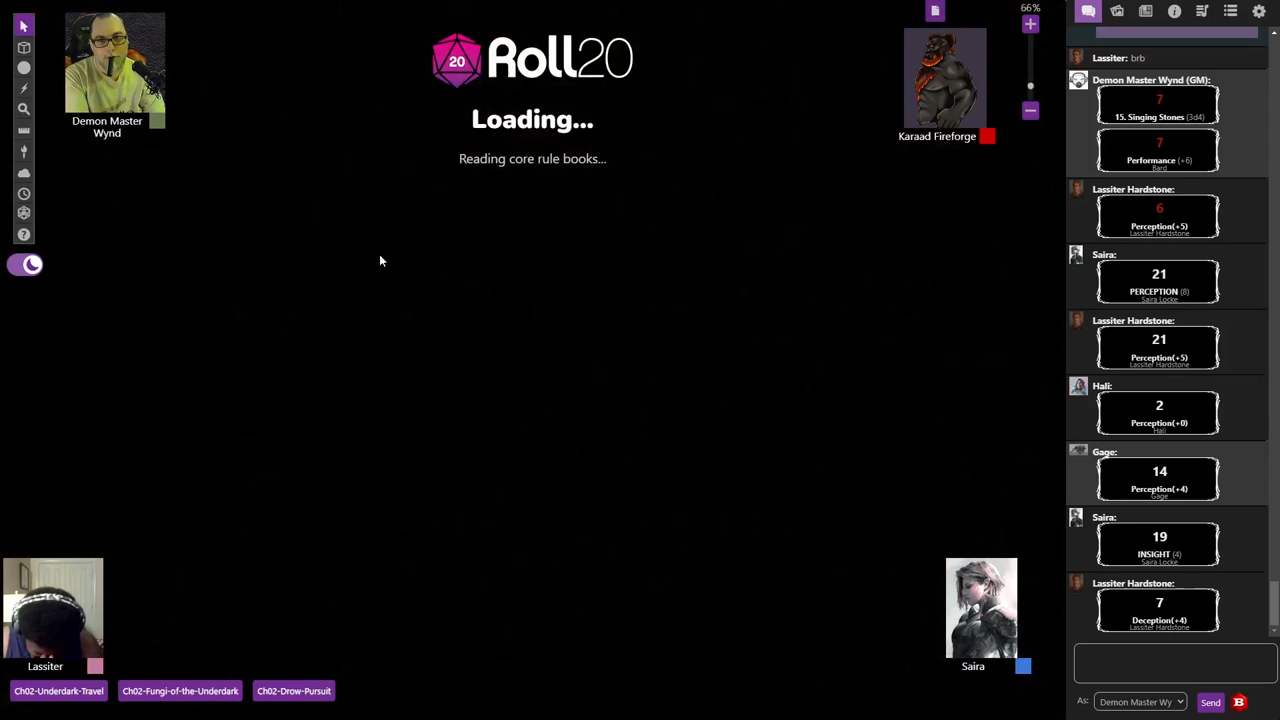 66%
20
Roll20
Loading...
Reading core rule books...
Demon Master
Wynd
Karaad Fireforge
Lassiter
Saira
Ch02-Underdark-Travel
Ch02-Fungi-of-the-Underdark
Ch02-Drow-Pursuit
Lassiter: brb
Demon Master Wynd (GM):
7
15. Singing Stones (3d4)
7
Performance (+6)
Bard
Lassiter Hardstone:
6
Perception(+5)
Lassiter Hardstone
Saira:
21
PERCEPTION (8)
Saira Locke
Lassiter Hardstone:
21
Perception(+5)
Lassiter Hardstone
Hali:
2
Perception(+0)
Hali
Gage:
14
Perception(+4)
Gage
Saira:
19
INSIGHT (4)
Saira Locke
Lassiter Hardstone:
7
Deception(+4)
Lassiter Hardstone
As:
Demon Master Wy
Send
B